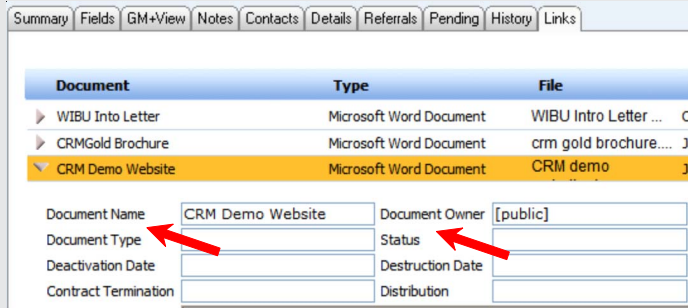 Summary Fields GM+View Notes Contacts Details Referrals Pending History Links
Document Type File
WIBU Into Letter Microsoft Word Document WIBU Intro Letter ...
CRMGold Brochure Microsoft Word Document crm gold brochure....
CRM Demo Website Microsoft Word Document CRM demo
Document Name CRM Demo Website Document Owner [public]
Document Type Status
Deactivation Date Destruction Date
Contract Termination Distribution